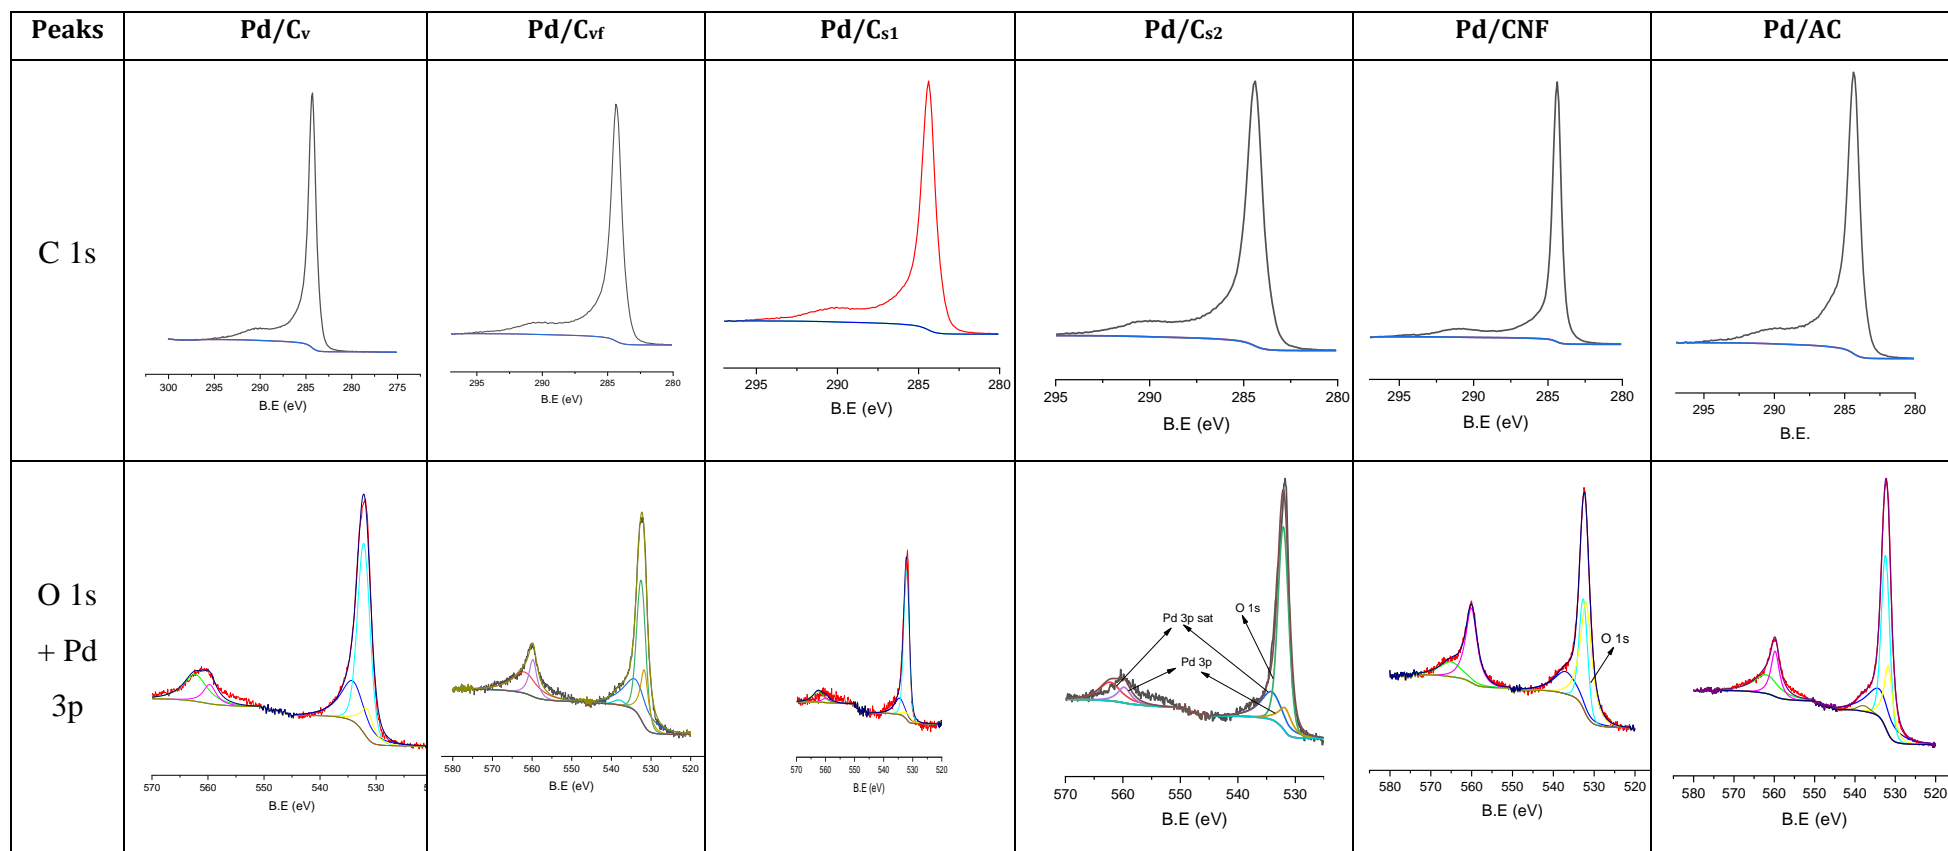 Peaks Pd/Cv Pd/Cvf Pd/Cs1 Pd/Cs2 Pd/CNF Pd/AC
C 1s
300 295 290 285 280 275
B.E (eV)
295 290 285 280
B.E (eV)
295 290 285 280
B.E (eV)
295 290 285 280
B.E (eV)
295 290 285 280
B.E (eV)
295 290 285 280
B.E.
O 1s
+ Pd
3p
570 560 550 540 530
B.E (eV)
580 570 560 550 540 530 520
B.E (eV)
570 560 550 540 530 520
B.E(eV)
Pd 3p sat
O 1s
Pd 3p
570 560 550 540 530
B.E (eV)
O 1s
580 570 560 550 540 530 520
B.E (eV)
580 570 560 550 540 530 520
B.E (eV)